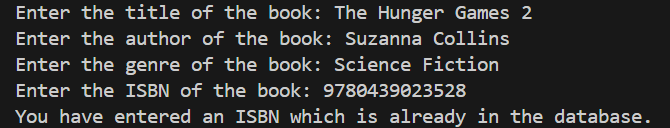 Enter the title of the book: The Hunger Games 2
Enter the author of the book: Suzanna Collins
Enter the genre of the book: Science Fiction
Enter the ISBN of the book: 9780439023528
You have entered an ISBN which is already in the database.